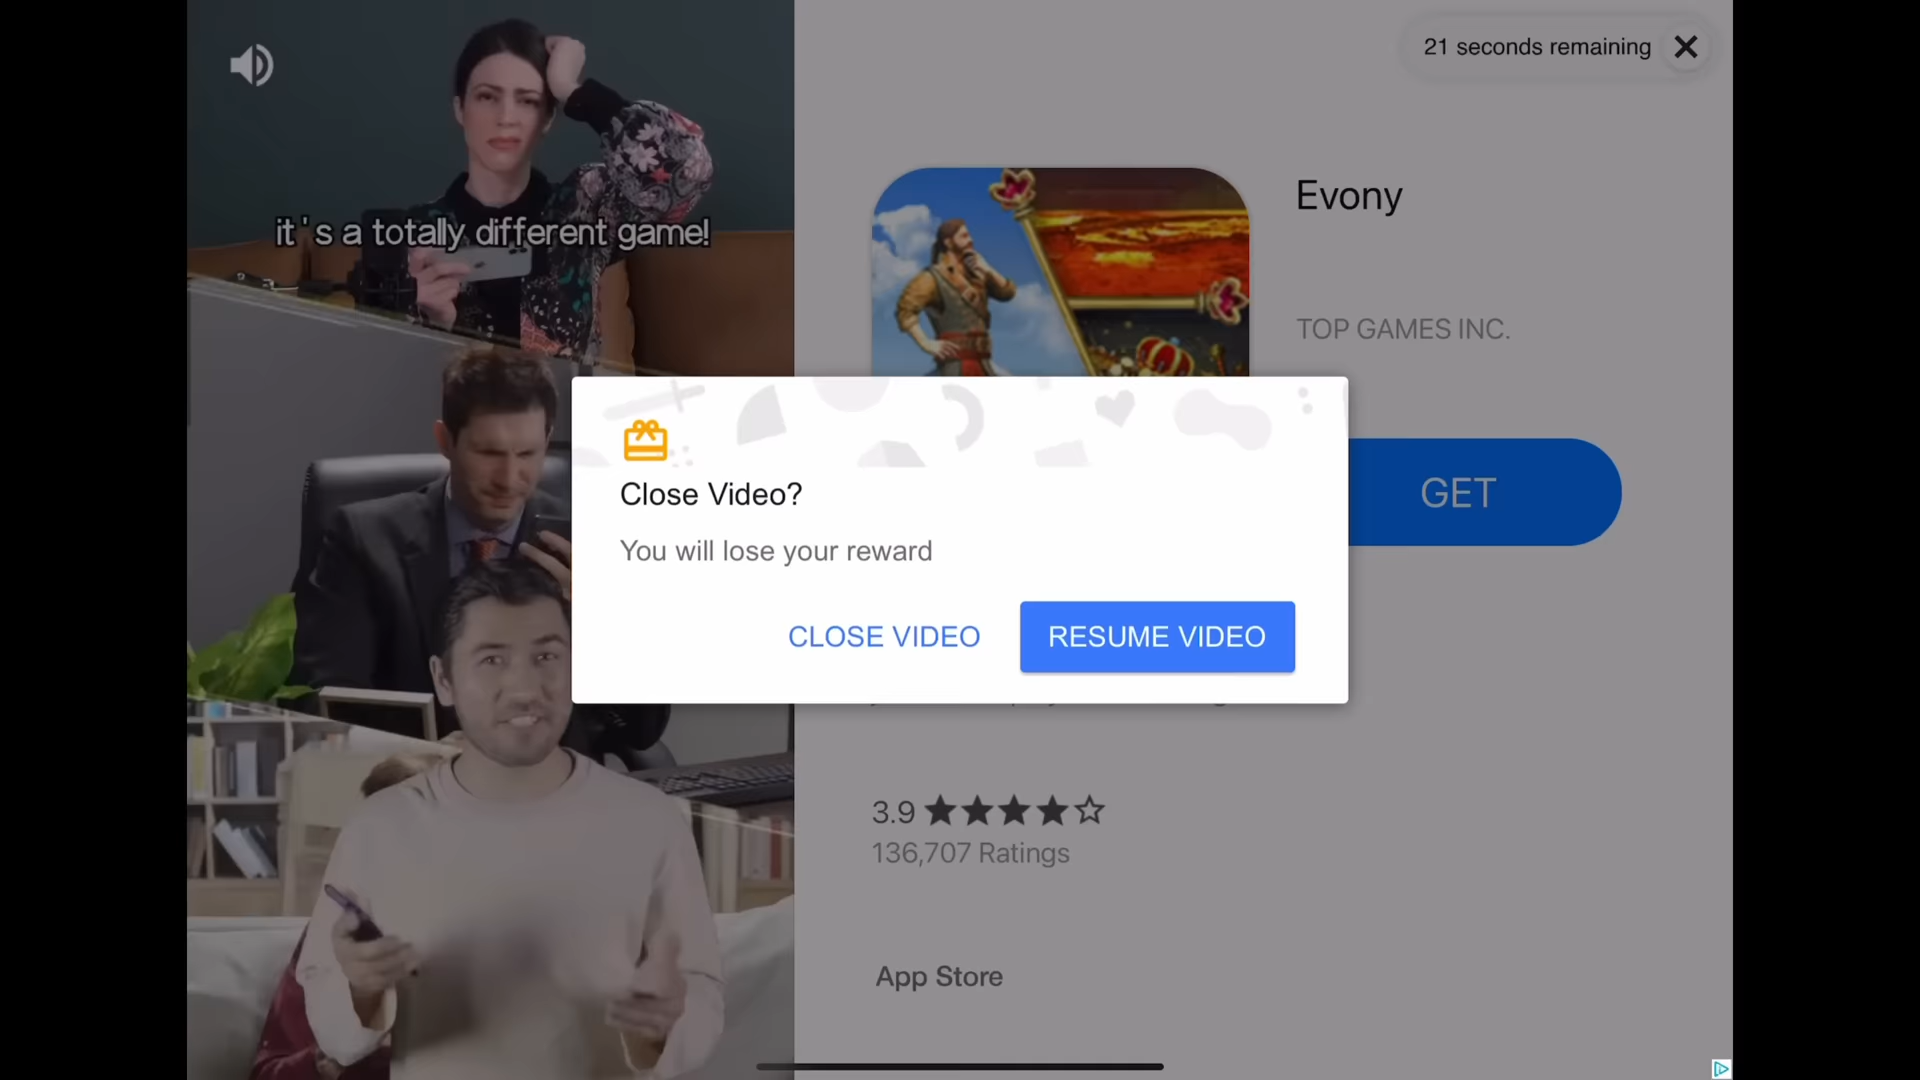 21 seconds remaining
it's a totally different game!
Evony
TOP GAMES INC.
GET
Close Video?
You will lose your reward
CLOSE VIDEO
RESUME VIDEO
3.9
136,707 Ratings
App Store